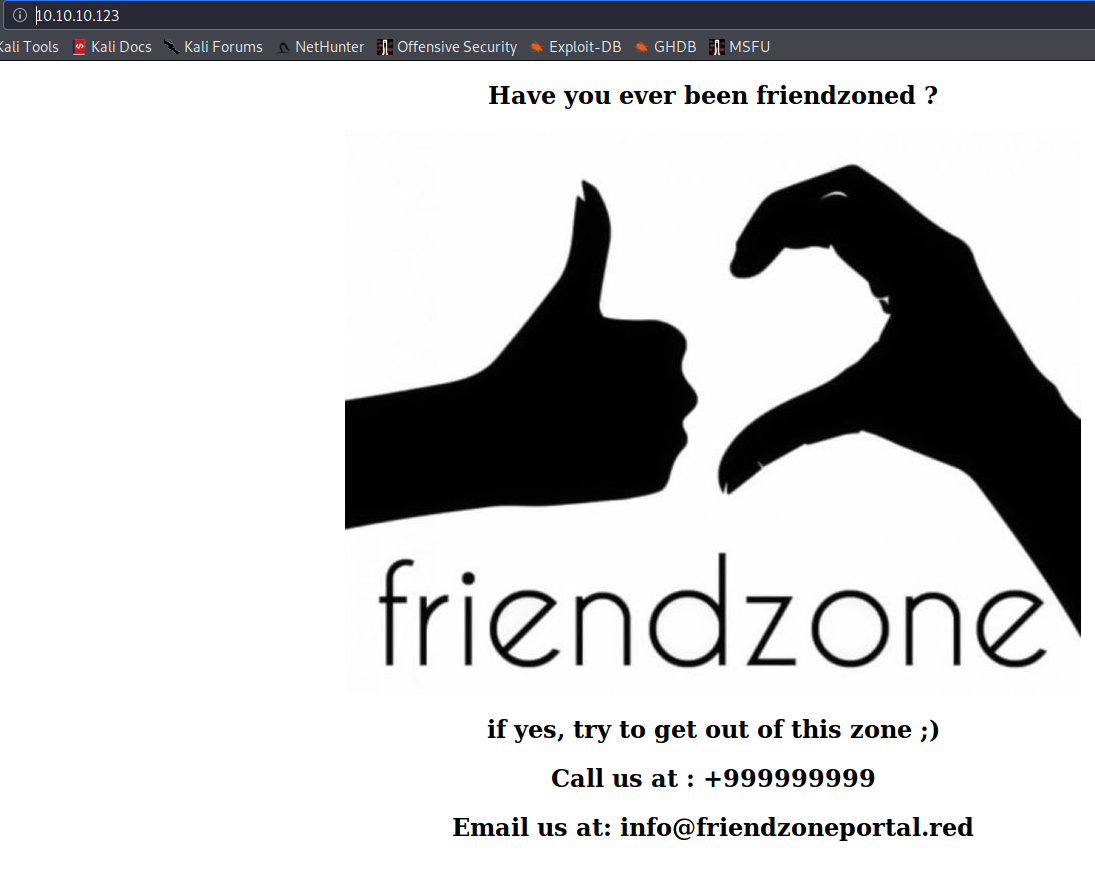 10.10.10.123
Kali Tools Kali Docs Kali Forums NetHunter Offensive Security Exploit-DB GHDB MSFU
Have you ever been friendzoned ?
friendzone
if yes, try to get out of this zone ;)
Call us at : +999999999
Email us at: info@friendzoneportal.red